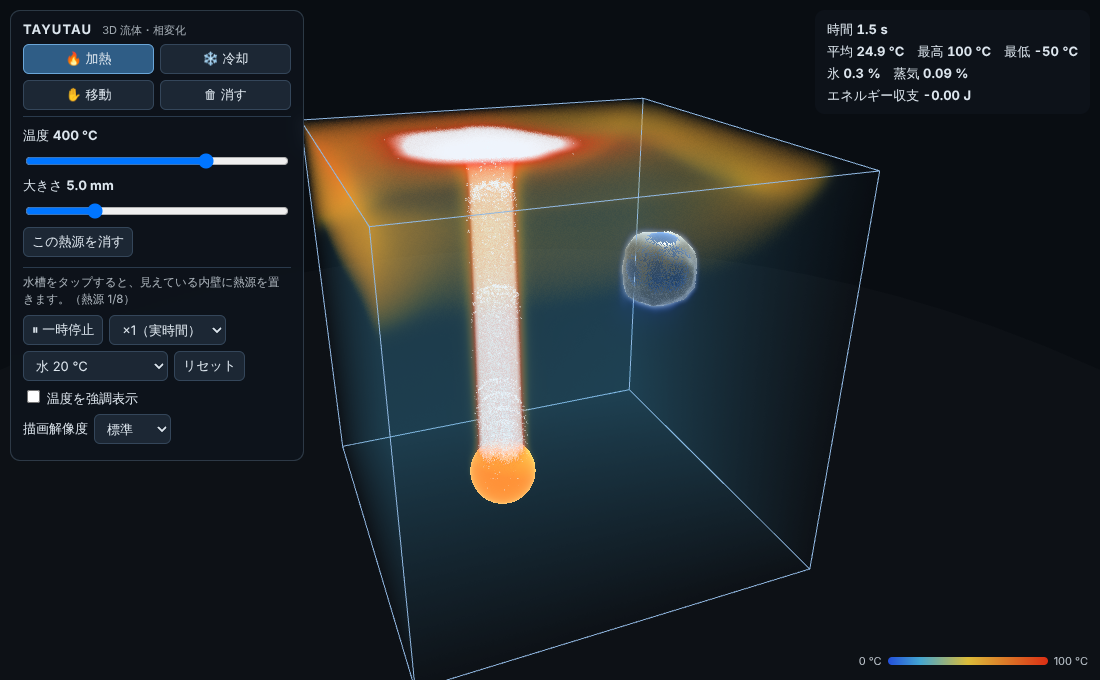 TAYUTAU 3D 流体・相変化
🔥 加熱 ❄️ 冷却
✋ 移動 🗑 消す
温度 400 °C
大きさ 5.0 mm
この熱源を消す
水槽をタップすると、見えている内壁に熱源を置
きます。（熱源 1/8）
⏸ 一時停止 ×1（実時間）
水 20 °C リセット
温度を強調表示
描画解像度 標準
時間 1.5 s
平均 24.9 °C 最高 100 °C 最低 -50 °C
氷 0.3 % 蒸気 0.09 %
エネルギー収支 -0.00 J
0 °C 100 °C